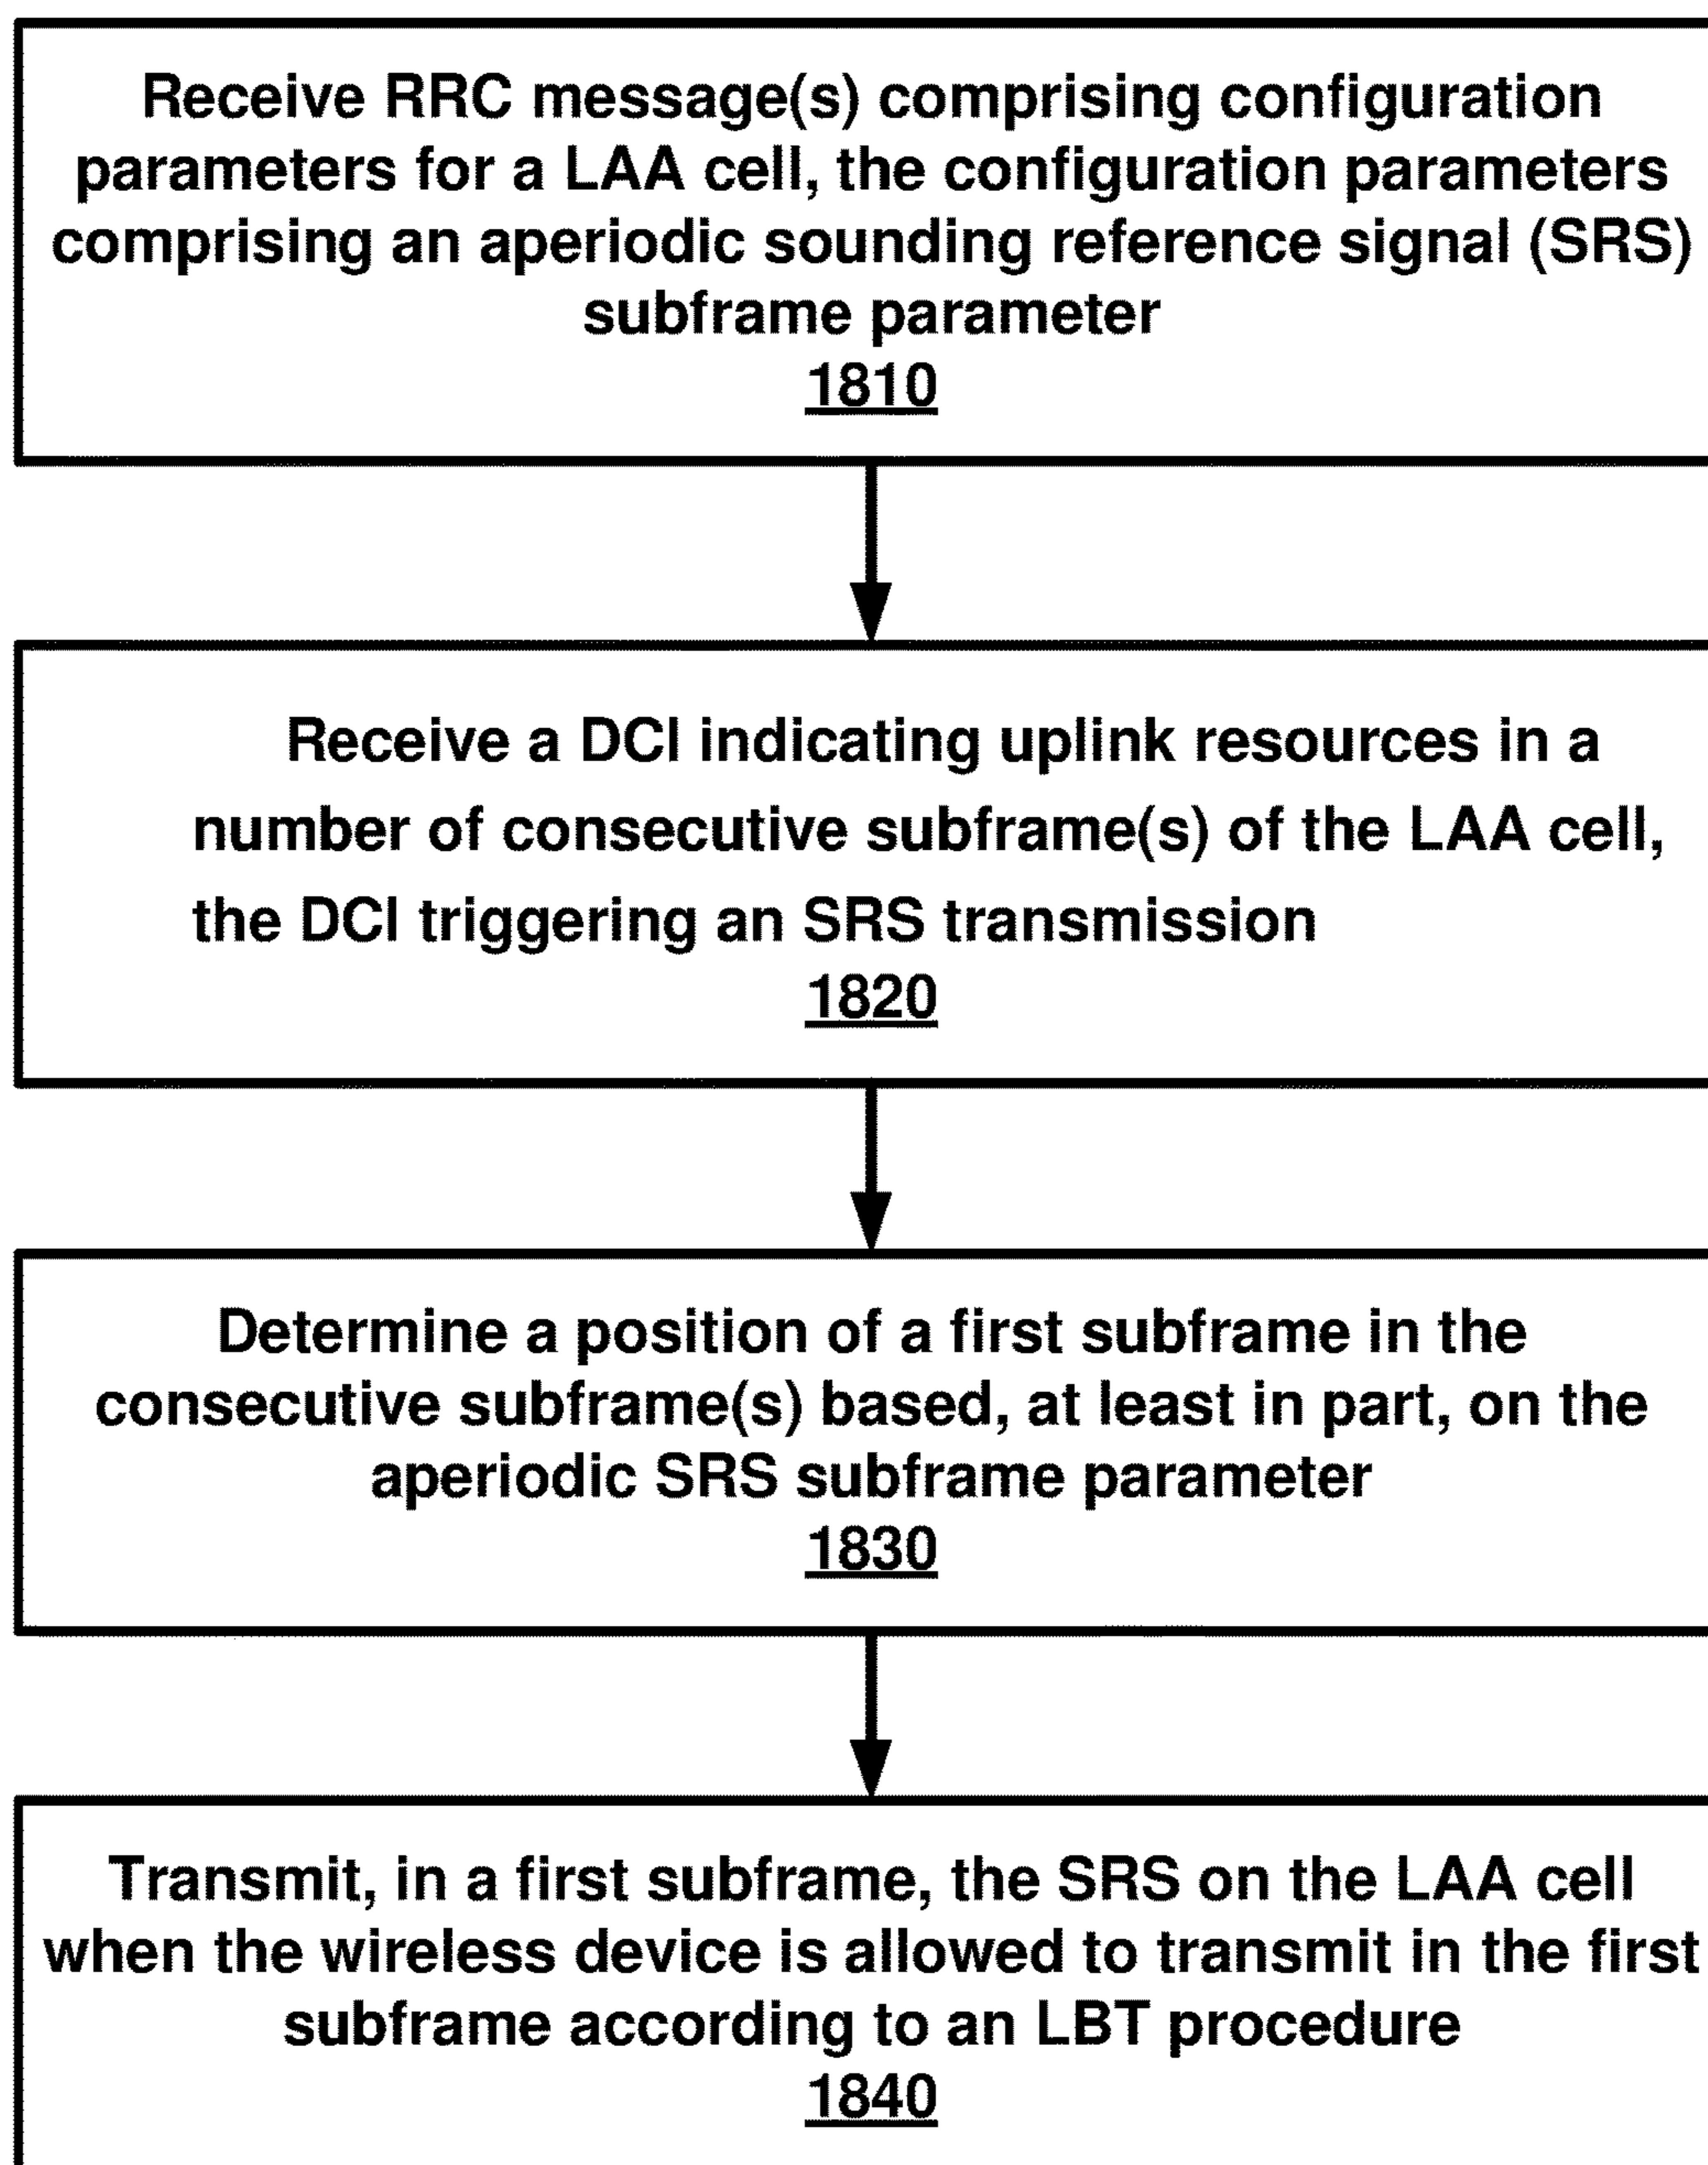 Receive RRC message(s) comprising configuration
parameters for a LAA cell, the configuration parameters
comprising an aperiodic sounding reference signal (SRS)
subframe parameter
1810
Receive a DCI indicating uplink resources in a
number of consecutive subframe(s) of the LAA cell,
the DCI triggering an SRS transmission
1820
Determine a position of a first subframe in the
consecutive subframe(s) based, at least in part, on the
aperiodic SRS subframe parameter
1830
Transmit, in a first subframe, the SRS on the LAA cell
when the wireless device is allowed to transmit in the first
subframe according to an LBT procedure
1840